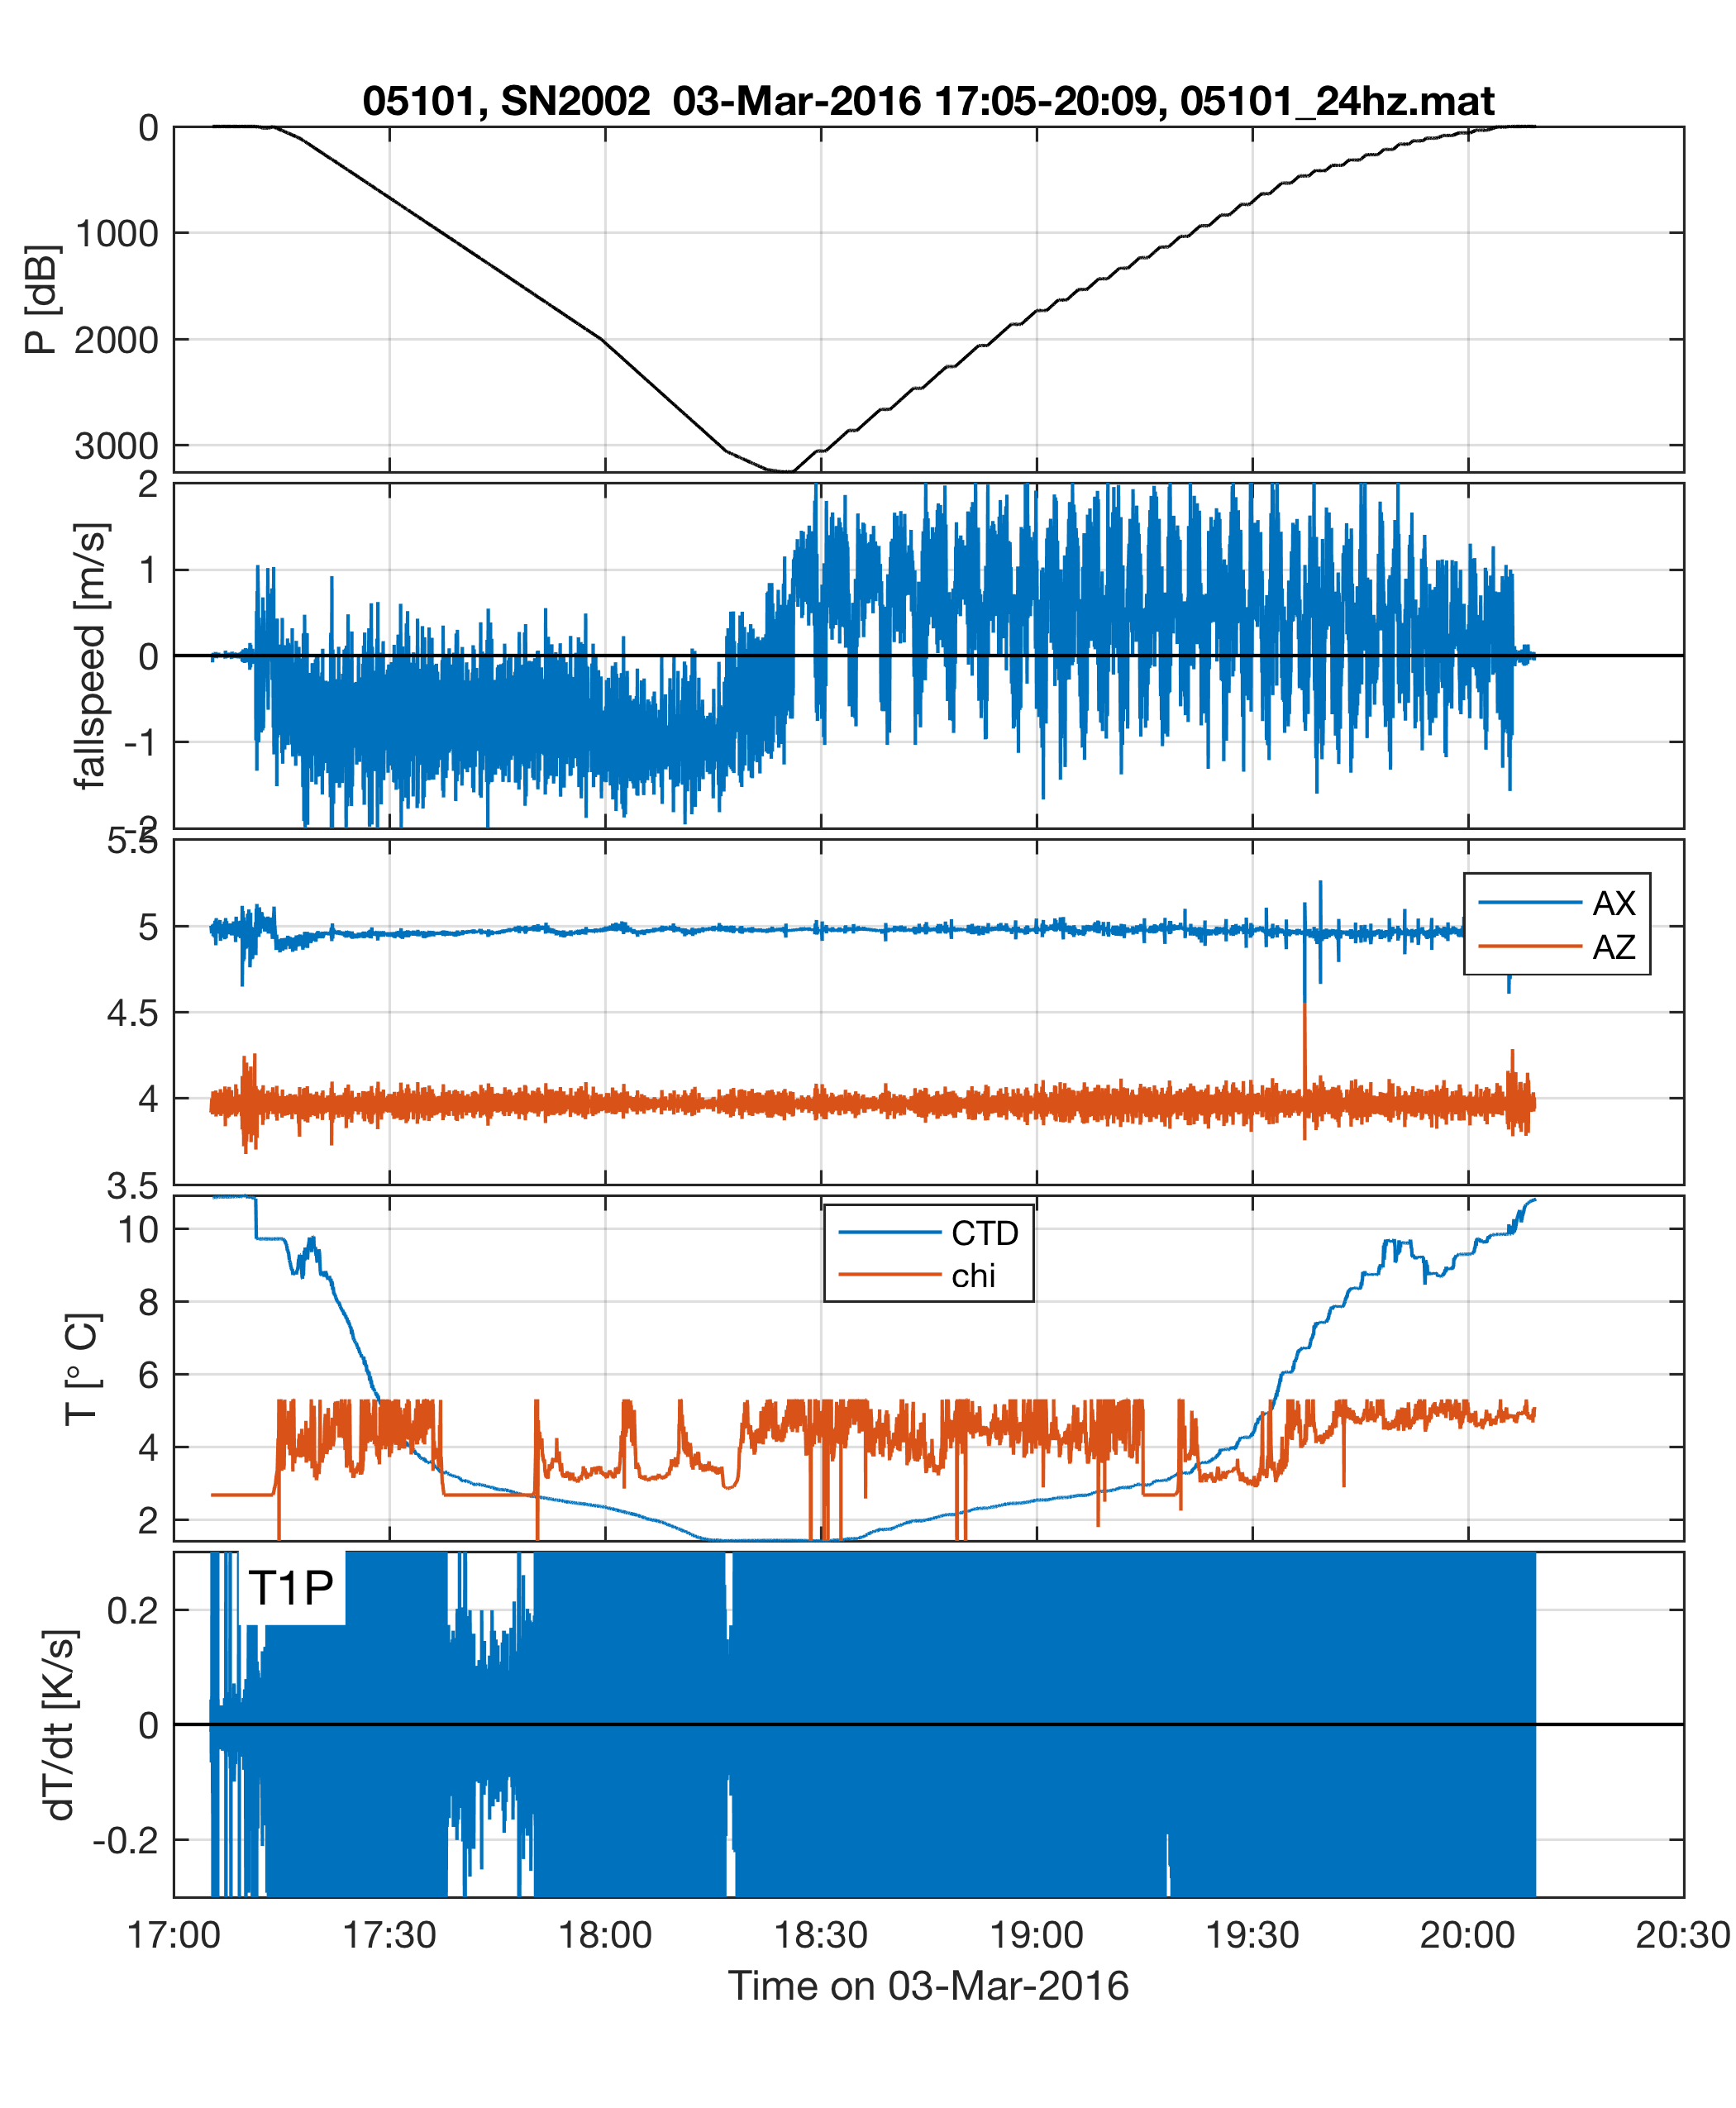 05101, SN2002  03-Mar-2016 17:05-20:09, 05101_24hz.mat
0
1000
2000
3000
P [dB]
2
1
0
-1
-2
fallspeed [m/s]
5.5
5
4.5
4
3.5
AX
AZ
10
8
6
4
2
T [° C]
CTD
chi
T1P
0.2
0
-0.2
dT/dt [K/s]
17:00 17:30 18:00 18:30 19:00 19:30 20:00 20:30
Time on 03-Mar-2016